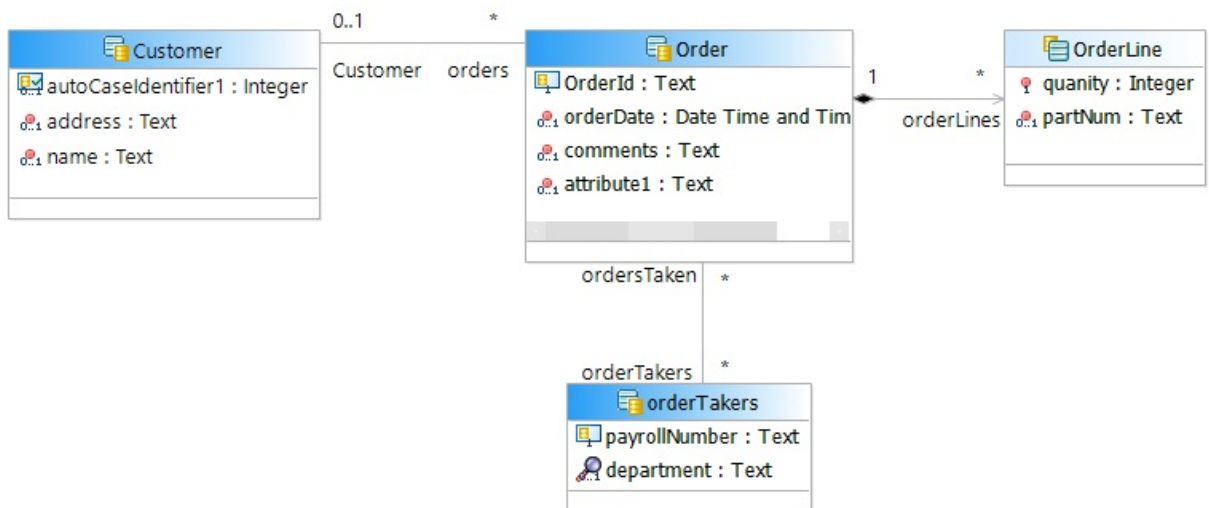 0..1 *
Customer
Customer orders
autoCaseIdentifier1 : Integer
address : Text
name : Text
Order
OrderId : Text
orderDate : Date Time and Tim
comments : Text
attribute1 : Text
1 *
orderLines
OrderLine
quanity : Integer
partNum : Text
ordersTaken *
orderTakers *
orderTakers
payrollNumber : Text
department : Text